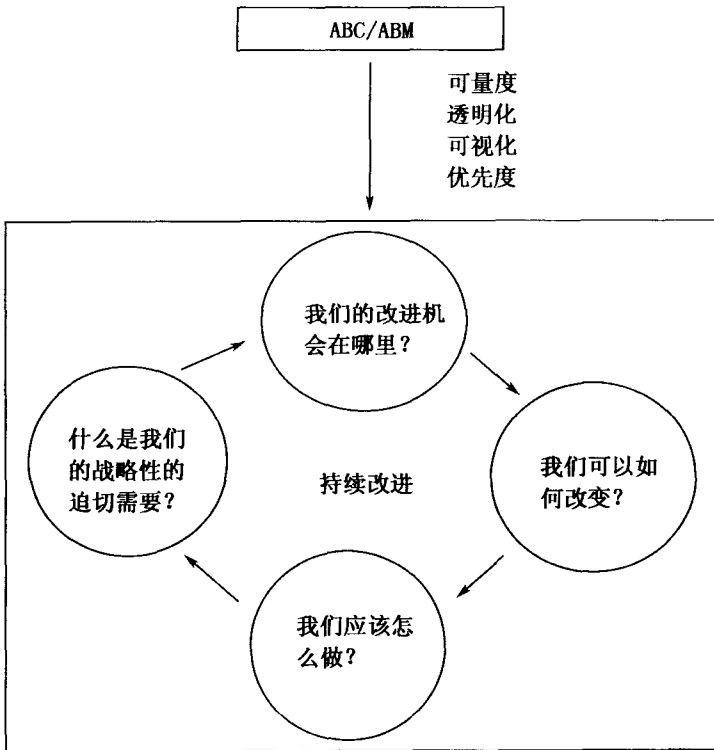 ABC/ABM
可量度
透明化
可视化
优先度
我们的改进机
会在哪里？
什么是我们
的战略性的
迫切需要？
持续改进
我们可以如
何改变？
我们应该怎
么做？